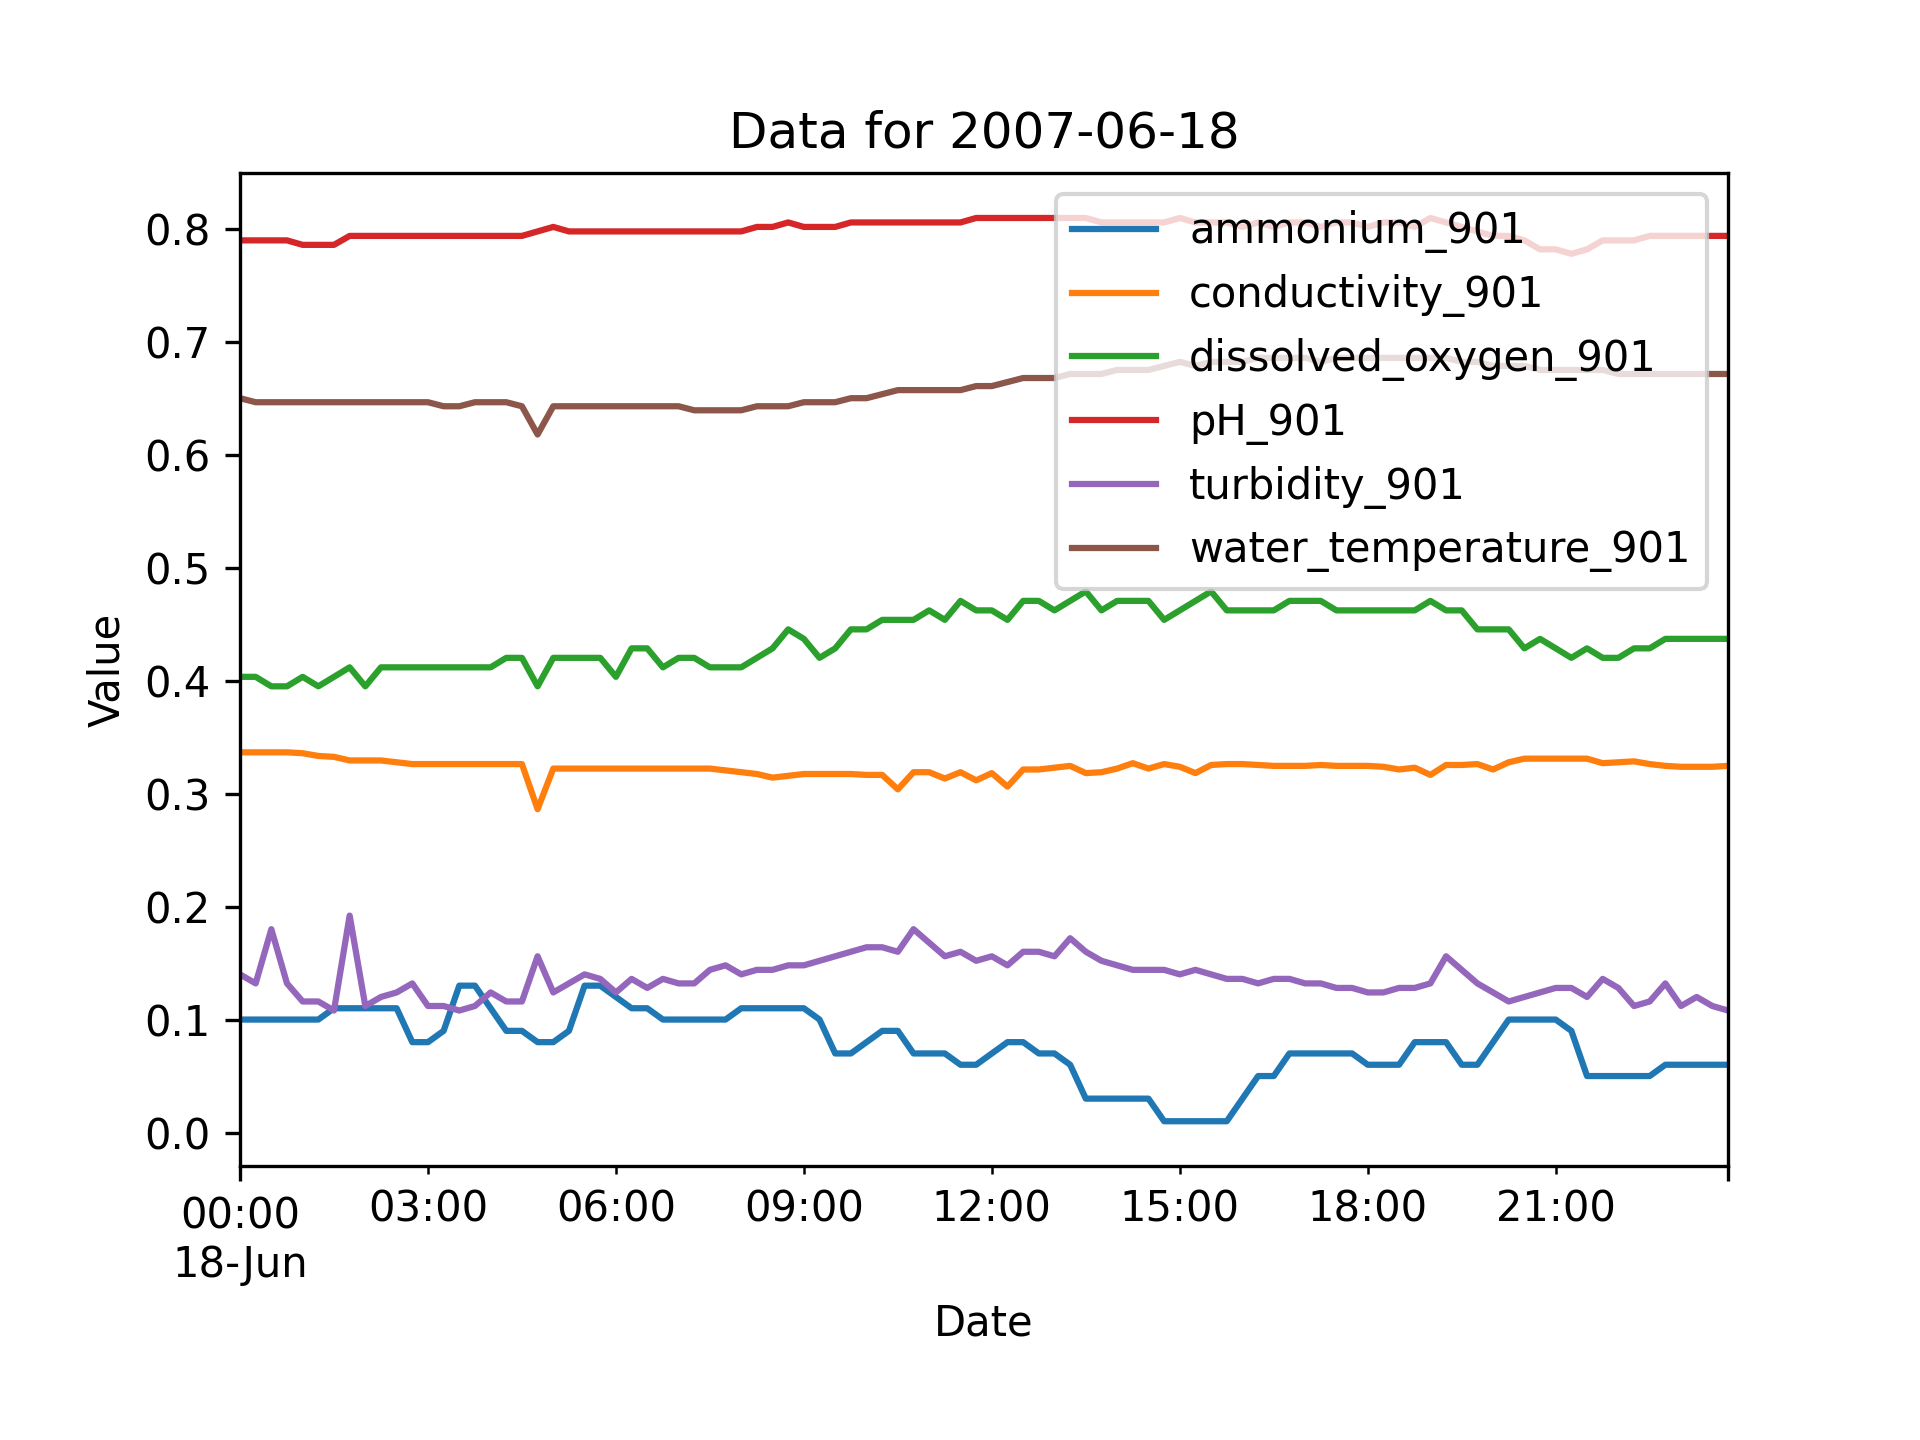 Data for 2007-06-18
Value
0.8
0.7
0.6
0.5
0.4
0.3
0.2
0.1
0.0
ammonium_901
conductivity_901
dissolved_oxygen_901
pH_901
turbidity_901
water_temperature_901
00:00 03:00 06:00 09:00 12:00 15:00 18:00 21:00
18-Jun
Date